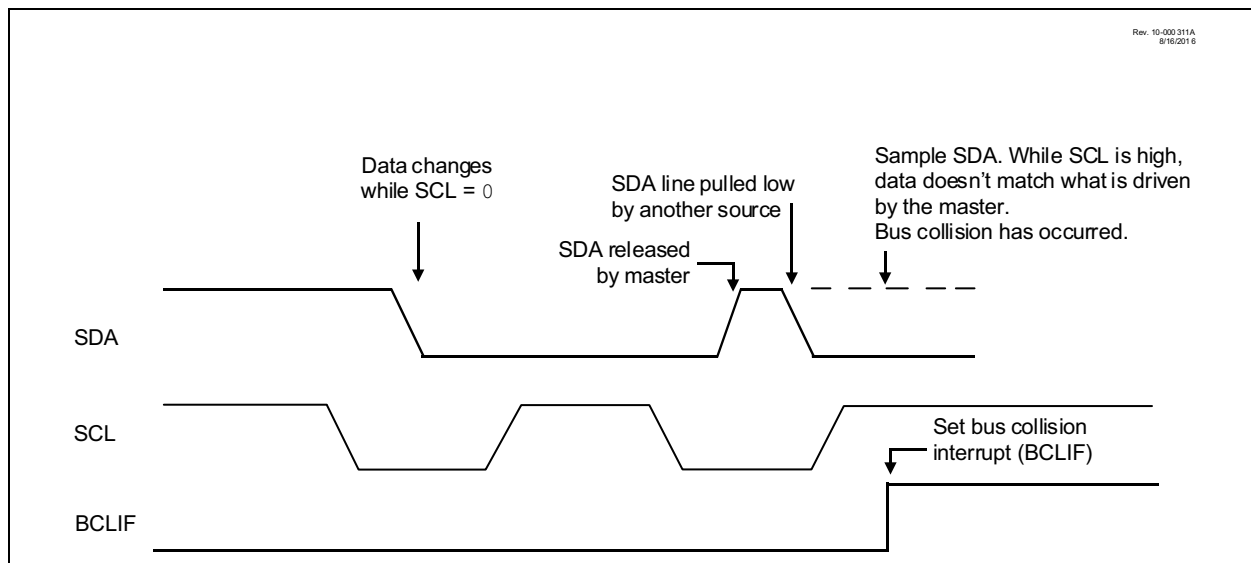 Rev. 10-000 311A
8/16/201 6
Data changes
while SCL = 0
SDA line pulled low
by another source
SDA released
by master
Sample SDA. While SCL is high,
data doesn't match what is driven
by the master.
Bus collision has occurred.
SDA
SCL
Set bus collision
interrupt (BCLIF)
BCLIF